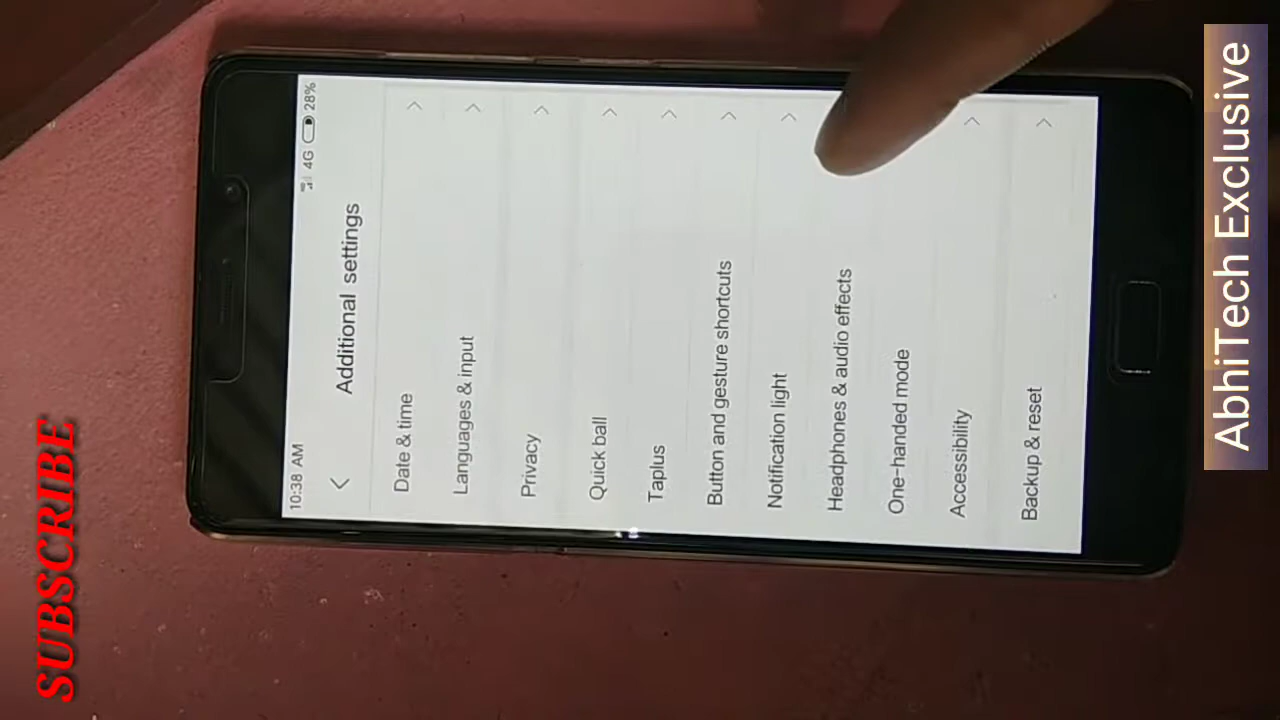 SUBSCRIBE
10:38 AM
4G 28%
Additional settings
Date & time
Languages & input
Privacy
Quick ball
Taplus
Button and gesture shortcuts
Notification light
Headphones & audio effects
One-handed mode
Accessibility
Backup & reset
AbhiTech Exclusive